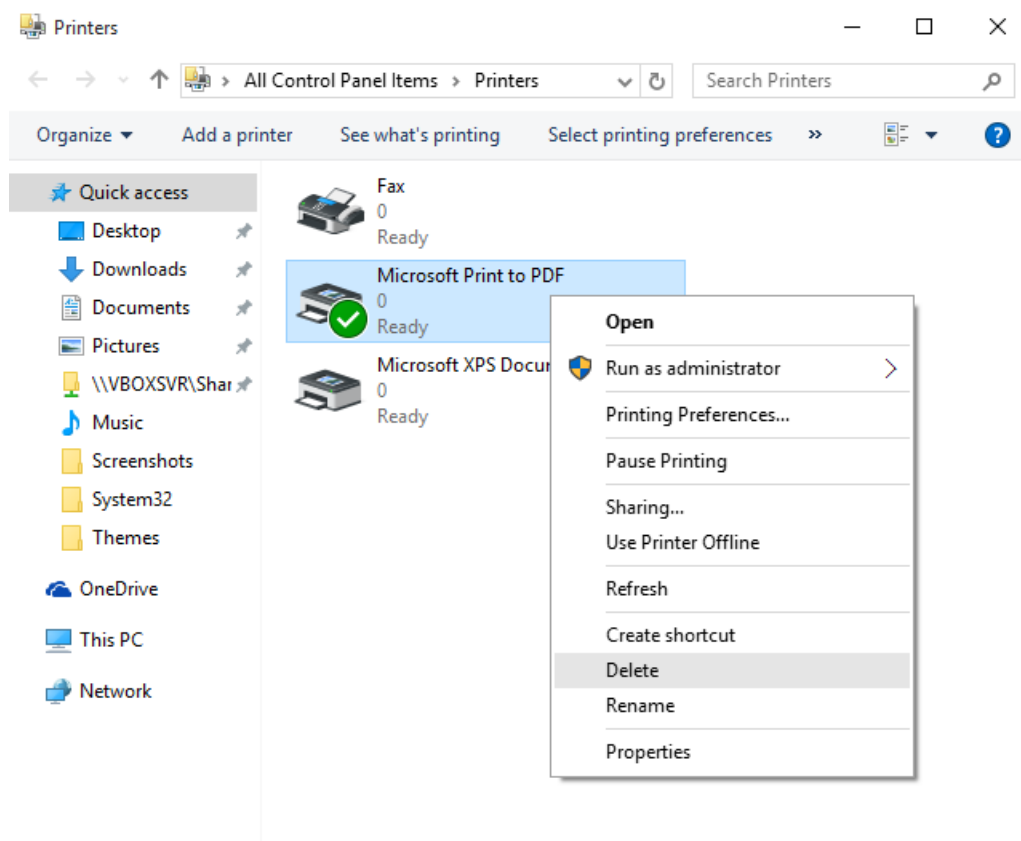 Printers
All Control Panel Items > Printers
Search Printers
Organize
Add a printer
See what's printing
Select printing preferences
»
?
Quick access
Desktop
Downloads
Documents
Pictures
\\VBOXSVR\Shar
Music
Screenshots
System32
Themes
OneDrive
This PC
Network
Fax
0
Ready
Microsoft Print to PDF
0
Ready
Microsoft XPS Docu
0
Ready
Open
Run as administrator
Printing Preferences...
Pause Printing
Sharing...
Use Printer Offline
Refresh
Create shortcut
Delete
Rename
Properties